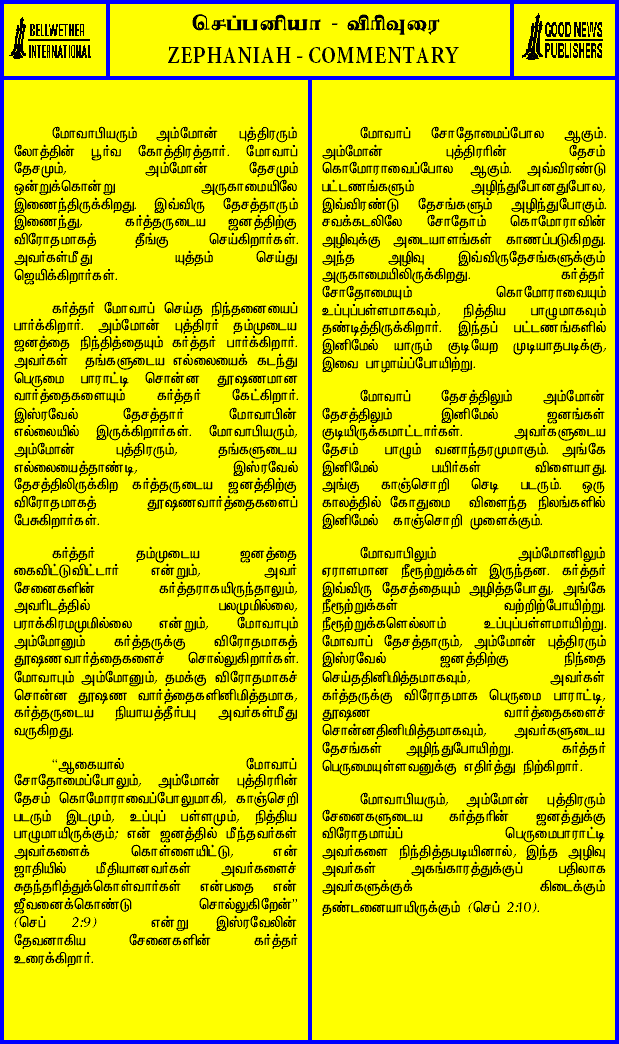 BELLWETHER
INTERNATIONAL
செப்பனியா - விரிவுரை
ZEPHANIAH - COMMENTARY
GOOD NEWS
PUBLISHERS
மோவாபியரும் அம்மோன் புத்திரரும்
லோத்தின் பூர்வ கோத்திரத்தார். மோவாப்
தேசமும், அம்மோன் தேசமும்
ஒன்றுக்கொன்று அருகாமையிலே
இணைந்திருக்கிறது. இவ்விரு தேசத்தாரும்
இணைந்து, கர்த்தருடைய ஜனத்திற்கு
விரோதமாகத் தீங்கு செய்கிறார்கள்.
அவர்கள்மீது யுத்தம் செய்து
ஜெயிக்கிறார்கள்.
கர்த்தர் மோவாப் செய்த நிந்தனையைப்
பார்க்கிறார். அம்மோன் புத்திரர் தம்முடைய
ஜனத்தை நிந்தித்தையும் கர்த்தர் பார்க்கிறார்.
அவர்கள் தங்களுடைய எல்லையைக் கடந்து
பெருமை பாராட்டி சொன்ன தூஷணமான
வார்த்தைகளையும் கர்த்தர் கேட்கிறார்.
இஸ்ரவேல் தேசத்தார் மோவாபின்
எல்லையில் இருக்கிறார்கள். மோவாபியரும்,
அம்மோன் புத்திரரும், தங்களுடைய
எல்லையைத்தாண்டி, இஸ்ரவேல்
தேசத்திலிருக்கிற கர்த்தருடைய ஜனத்திற்கு
விரோதமாகத் தூஷணவார்த்தைகளைப்
பேசுகிறார்கள்.
கர்த்தர் தம்முடைய ஜனத்தை
கைவிட்டுவிட்டார் என்றும், அவர்
சேனைகளின் கர்த்தராகயிருந்தாலும்,
அவரிடத்தில் பலமுமில்லை,
பராக்கிரமமுமில்லை என்றும், மோவாபும்
அம்மோனும் கர்த்தருக்கு விரோதமாகத்
தூஷணவார்த்தைகளைச் சொல்லுகிறார்கள்.
மோவாபும் அம்மோனும், தமக்கு விரோதமாகச்
சொன்ன தூஷண வார்த்தைகளினிமித்தமாக,
கர்த்தருடைய நியாயத்தீர்ப்பு அவர்கள்மீது
வருகிறது.
“ஆகையால் மோவாப்
சோதோமைப்போலும், அம்மோன் புத்திரரின்
தேசம் கொமோராவைப்போலுமாகி, காஞ்செறி
படரும் இடமும், உப்புப் பள்ளமும், நித்திய
பாழுமாயிருக்கும்; என் ஜனத்தில் மீந்தவர்கள்
அவர்களைக் கொள்ளையிட்டு, என்
ஜாதியில் மீதியானவர்கள் அவர்களைச்
சுதந்தரித்துக்கொள்வார்கள் என்பதை என்
ஜீவனைக்கொண்டு சொல்லுகிறேன்”
(செப் 2:9) என்று இஸ்ரவேலின்
தேவனாகிய சேனைகளின் கர்த்தர்
உரைக்கிறார்.
மோவாப் சோதோமைப்போல ஆகும்.
அம்மோன் புத்திரரின் தேசம்
கொமோராவைப்போல ஆகும். அவ்விரண்டு
பட்டணங்களும் அழிந்துபோனதுபோல,
இவ்விரண்டு தேசங்களும் அழிந்துபோகும்.
சவக்கடலிலே சோதோம் கொமோராவின்
அழிவுக்கு அடையாளங்கள் காணப்படுகிறது.
அந்த அழிவு இவ்விருதேசங்களுக்கும்
அருகாமையிலிருக்கிறது. கர்த்தர்
சோதோமையும் கொமோராவையும்
உப்புப்பள்ளமாகவும், நித்திய பாழுமாகவும்
தண்டித்திருக்கிறார். இந்தப் பட்டணங்களில்
இனிமேல் யாரும் குடியேற முடியாதபடிக்கு,
இவை பாழாய்ப்போயிற்று.
மோவாப் தேசத்திலும் அம்மோன்
தேசத்திலும் இனிமேல் ஜனங்கள்
குடியிருக்கமாட்டார்கள். அவர்களுடைய
தேசம் பாழும் வனாந்தரமுமாகும். அங்கே
இனிமேல் பயிர்கள் விளையாது.
அங்கு காஞ்சொறி செடி படரும். ஒரு
காலத்தில் கோதுமை விளைந்த நிலங்களில்
இனிமேல் காஞ்சொறி முளைக்கும்.
மோவாபிலும் அம்மோனிலும்
ஏராளமான நீரூற்றுக்கள் இருந்தன. கர்த்தர்
இவ்விரு தேசத்தையும் அழித்தபோது, அங்கே
நீரூற்றுக்கள் வற்றிற்போயிற்று.
நீரூற்றுக்களெல்லாம் உப்புப்பள்ளமாயிற்று.
மோவாப் தேசத்தாரும், அம்மோன் புத்திரரும்
இஸ்ரவேல் ஜனத்திற்கு நிந்தை
செய்ததினிமித்தமாகவும், அவர்கள்
கர்த்தருக்கு விரோதமாக பெருமை பாராட்டி,
தூஷண வார்த்தைகளைச்
சொன்னதினிமித்தமாகவும், அவர்களுடைய
தேசங்கள் அழிந்துபோயிற்று. கர்த்தர்
பெருமையுள்ளவனுக்கு எதிர்த்து நிற்கிறார்.
மோவாபியரும், அம்மோன் புத்திரரும்
சேனைகளுடைய கர்த்தரின் ஜனத்துக்கு
விரோதமாய்ப் பெருமைபாராட்டி
அவர்களை நிந்தித்தபடியினால், இந்த அழிவு
அவர்கள் அகங்காரத்துக்குப் பதிலாக
அவர்களுக்குக் கிடைக்கும்
தண்டனையாயிருக்கும் (செப் 2:10).